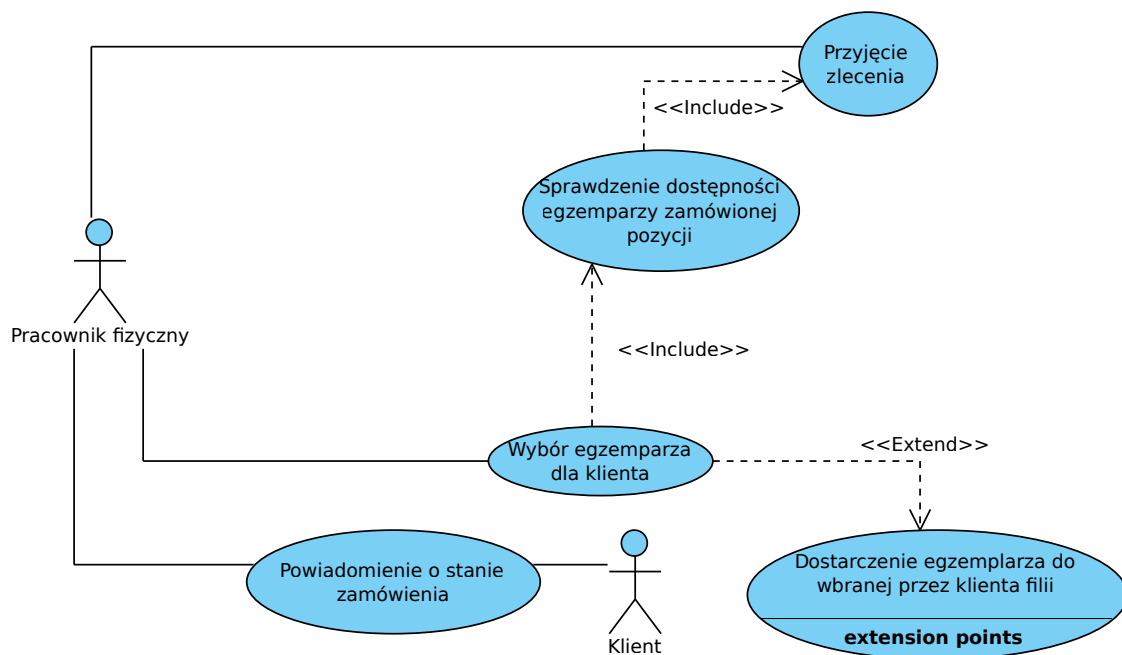 Przyjęcie
zlecenia
<<Include>>
Sprawdzenie dostępności
egzemparzy zamówionej
pozycji
Pracownik fizyczny
<<Include>>
Wybór egzemparza
dla klienta
<<Extend>>
Powiadomienie o stanie
zamówienia
Klient
Dostarczenie egzemplarza do
wbranej przez klienta filii
extension points